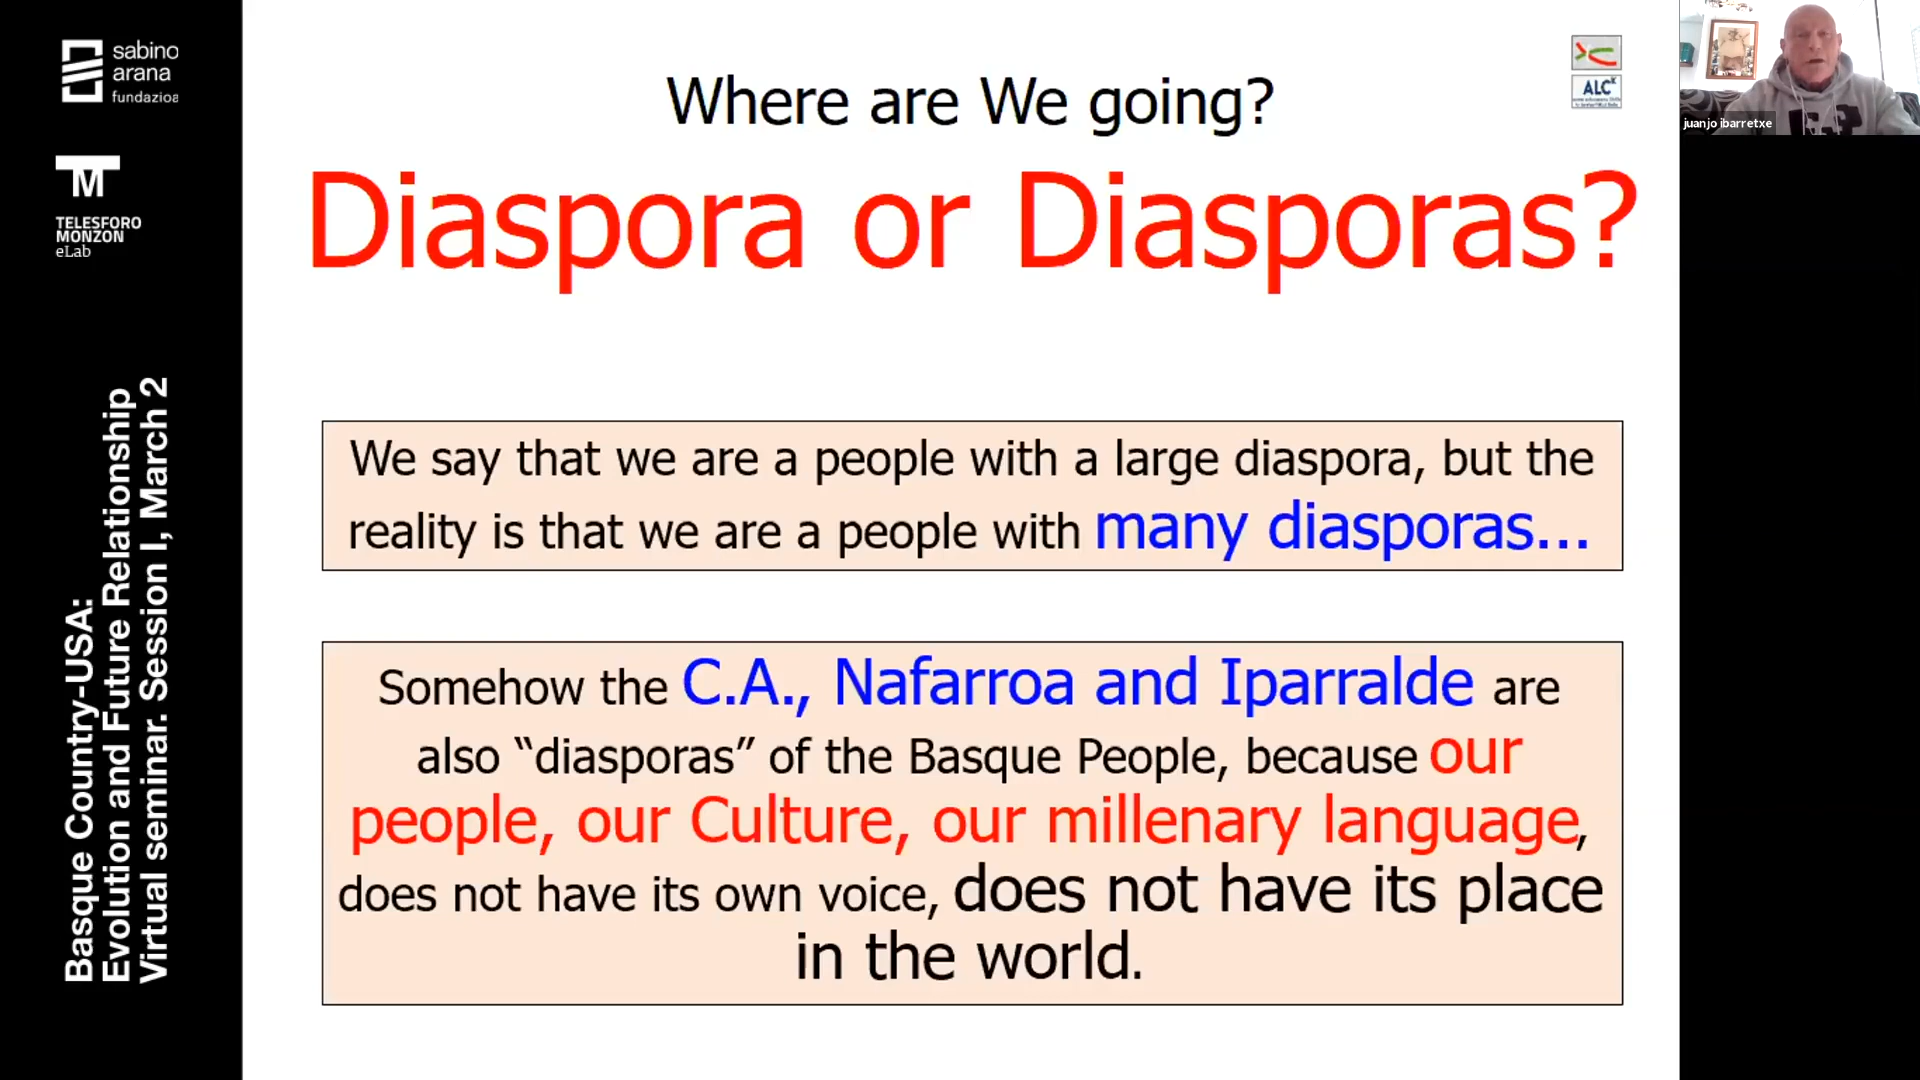 sabino
arana
fundazioa
TM
TELESFORO
MONZON
eLab
Basque Country-USA:
Evolution and Future Relationship
Virtual seminar. Session I, March 2
Where are We going?
Diaspora or Diasporas?
ALC
We say that we are a people with a large diaspora, but the
reality is that we are a people with many diasporas...
Somehow the C.A., Nafarroa and Iparralde are
also “diasporas” of the Basque People, because our
people, our Culture, our millenary language,
does not have its own voice, does not have its place
in the world.
juanjo ibarretxe